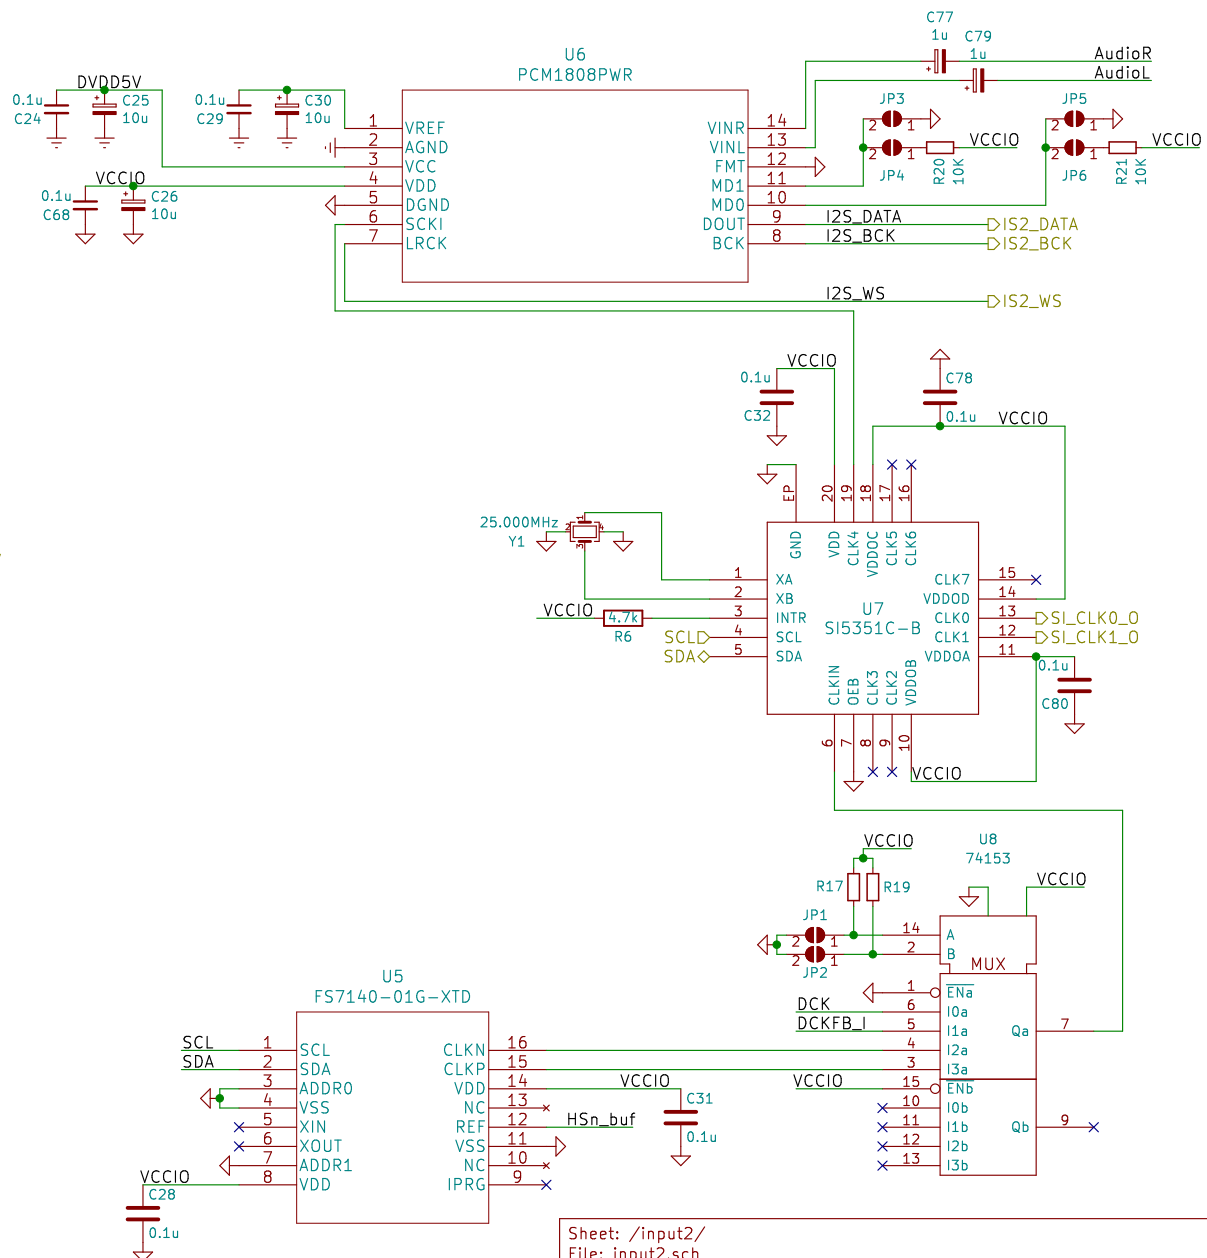 C77
1u
C79
1u
AudioR
AudioL
U6
PCM1808PWR
DVDD5V
0.1u
C24
C25
10u
0.1u
C29
C30
10u
VCCIO
0.1u
C68
C26
10u
1 VREF
2 AGND
3 VCC
4 VDD
5 DGND
6 SCKI
7 LRCK
VINR 14
VINL 13
FMT 12
MD1 11
MD0 10
DOUT 9
BCK 8
JP3
2 1
2 1
JP4
R20
10K
VCCIO
JP5
2 1
2 1
JP6
R21
10K
VCCIO
I2S_DATA
IS2_DATA
I2S_BCK
IS2_BCK
I2S_WS
IS2_WS
VCCIO
0.1u
C32
C78
0.1u
VCCIO
EP
20
19
18
17
16
GND
VDD
CLK4
VDDOC
CLK5
CLK6
25.000MHz
Y1
1
2
4
3
VCCIO
4.7k
R6
SCL
SDA
1 XA
2 XB
3 INTR
4 SCL
5 SDA
U7
SI5351C-B
CLK7 15
VDDOD 14
CLK0 13
CLK1 12
VDDOA 11
SI_CLK0_O
SI_CLK1_O
0.1u
C80
CLKIN
OEB
CLK3
CLK2
VDDOB
6
7
8
9
10
VCCIO
VCCIO
R17
R19
U8
74153
VCCIO
JP1
2 1
2 1
JP2
14 A
2 B
MUX
1 ENa
DCK
6 I0a
DCKFB_I
5 I1a
4 I2a
3 I3a
Qa 7
VCCIO
15 ENb
10 I0b
11 I1b
12 I2b
13 I3b
Qb 9
U5
FS7140-01G-XTD
SCL
SDA
1 SCL
2 SDA
3 ADDR0
4 VSS
5 XIN
6 XOUT
7 ADDR1
8 VDD
CLKN 16
CLKP 15
VDD 14
NC 13
REF 12
VSS 11
NC 10
IPRG 9
VCCIO
HSn_buf
C31
0.1u
VCCIO
C28
0.1u
Sheet: /input2/
File: input2.sch